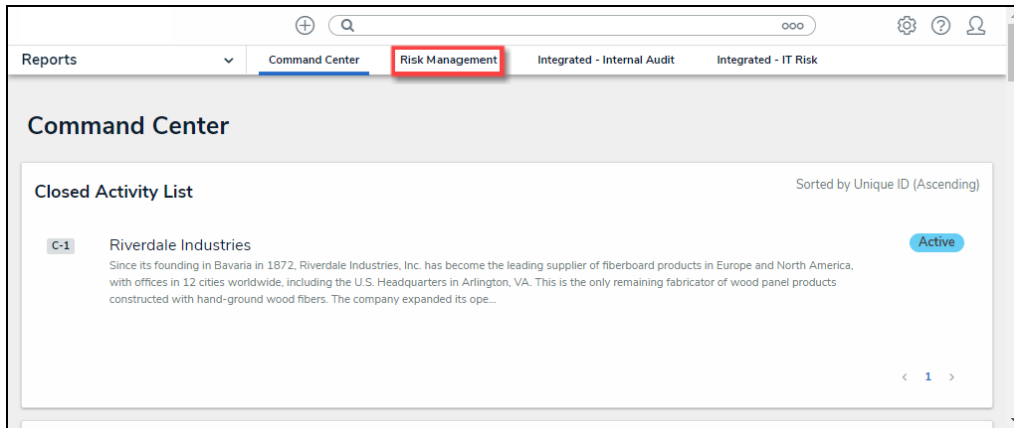 Reports
Command Center
Risk Management
Integrated - Internal Audit
Integrated - IT Risk
Command Center
Closed Activity List
Sorted by Unique ID (Ascending)
C-1
Riverdale Industries
Active
Since its founding in Bavaria in 1872, Riverdale Industries, Inc. has become the leading supplier of fiberboard products in Europe and North America,
with offices in 12 cities worldwide, including the U.S. Headquarters in Arlington, VA. This is the only remaining fabricator of wood panel products
constructed with hand-ground wood fibers. The company expanded its ope...
< 1 >